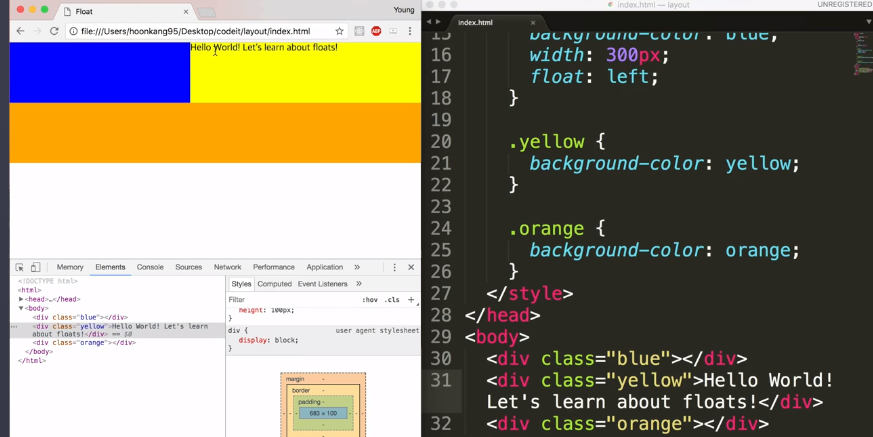 Float
Young
file:///Users/hoonkang95/Desktop/codeit/layout/index.html
ABP
Hello World! Let's learn about floats!
Memory Elements Console Sources Network Performance Application »
<!DOCTYPE html>
<html>
<head>…</head>
<body>
<div class="blue"></div>
<div class="yellow">Hello World! Let's learn
about floats!</div> == $0
<div class="orange"></div>
</body>
</html>
Styles Computed Event Listeners »
Filter :hov .cls +
height: 100px;
}
div { user agent stylesheet
display: block;
}
margin -
border -
padding -
683 × 100
index.html — layout
UNREGISTERED
index.html
15 background-color: blue;
16 width: 300px;
17 float: left;
18 }
19
20 .yellow {
21 background-color: yellow;
22 }
23
24 .orange {
25 background-color: orange;
26 }
27 </style>
28 </head>
29 <body>
30 <div class="blue"></div>
31 <div class="yellow">Hello World!
Let's learn about floats!</div>
32 <div class="orange"></div>